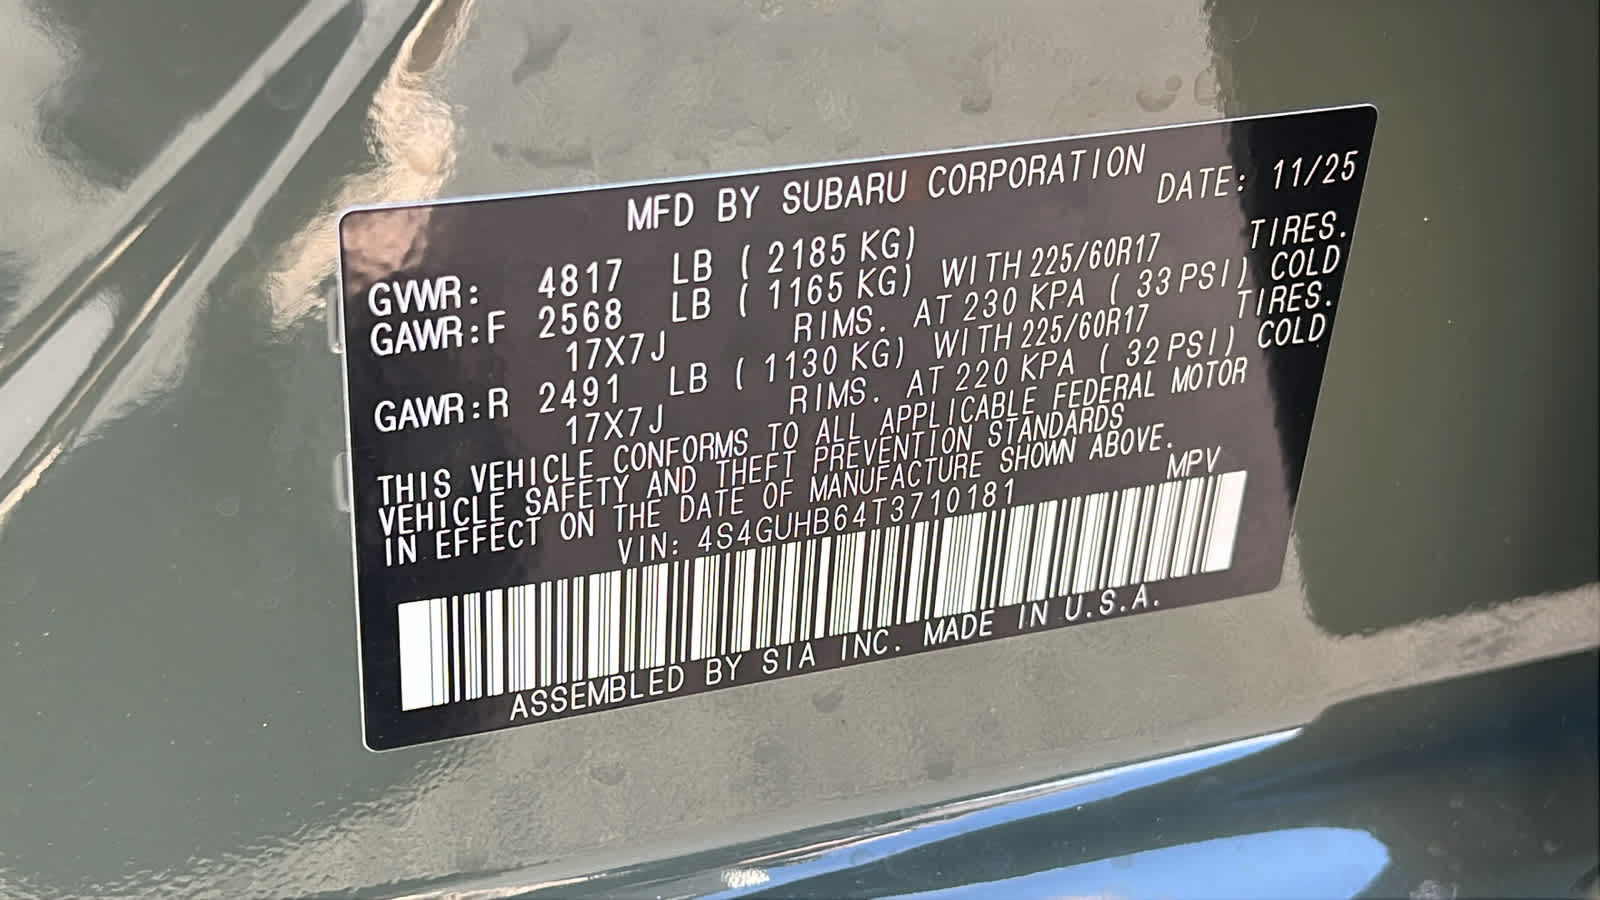 MFD BY SUBARU CORPORATION DATE: 11/25
GVWR: 4817 LB ( 2185 KG)
GAWR:F 2568 LB ( 1165 KG) WITH 225/60R17 TIRES.
17X7J RIMS. AT 230 KPA ( 33 PSI) COLD
GAWR:R 2491 LB ( 1130 KG) WITH 225/60R17 TIRES.
17X7J RIMS. AT 220 KPA ( 32 PSI) COLD
THIS VEHICLE CONFORMS TO ALL APPLICABLE FEDERAL MOTOR
VEHICLE SAFETY AND THEFT PREVENTION STANDARDS
IN EFFECT ON THE DATE OF MANUFACTURE SHOWN ABOVE.
VIN: 4S4GUHB64T3710181 MPV
ASSEMBLED BY SIA INC. MADE IN U.S.A.